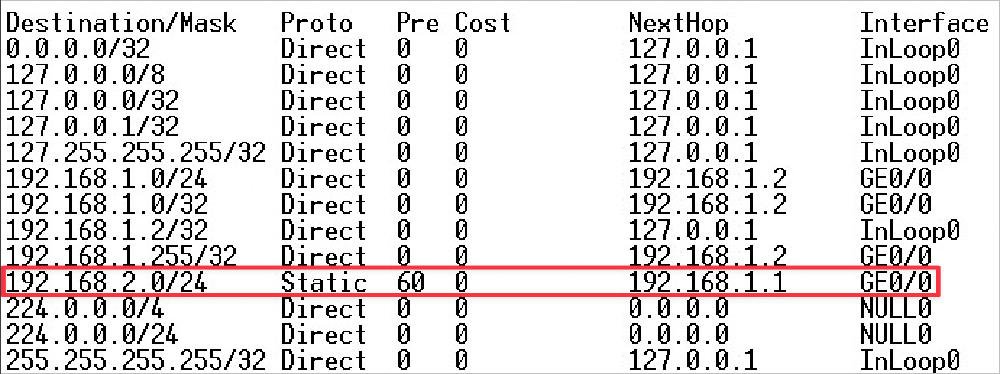 Destination/Mask Proto Pre Cost NextHop Interface
0.0.0.0/32 Direct 0 0 127.0.0.1 InLoop0
127.0.0.0/8 Direct 0 0 127.0.0.1 InLoop0
127.0.0.0/32 Direct 0 0 127.0.0.1 InLoop0
127.0.0.1/32 Direct 0 0 127.0.0.1 InLoop0
127.255.255.255/32 Direct 0 0 127.0.0.1 InLoop0
192.168.1.0/24 Direct 0 0 192.168.1.2 GE0/0
192.168.1.0/32 Direct 0 0 192.168.1.2 GE0/0
192.168.1.2/32 Direct 0 0 127.0.0.1 InLoop0
192.168.1.255/32 Direct 0 0 192.168.1.2 GE0/0
192.168.2.0/24 Static 60 0 192.168.1.1 GE0/0
224.0.0.0/4 Direct 0 0 0.0.0.0 NULL0
224.0.0.0/24 Direct 0 0 0.0.0.0 NULL0
255.255.255.255/32 Direct 0 0 127.0.0.1 InLoop0